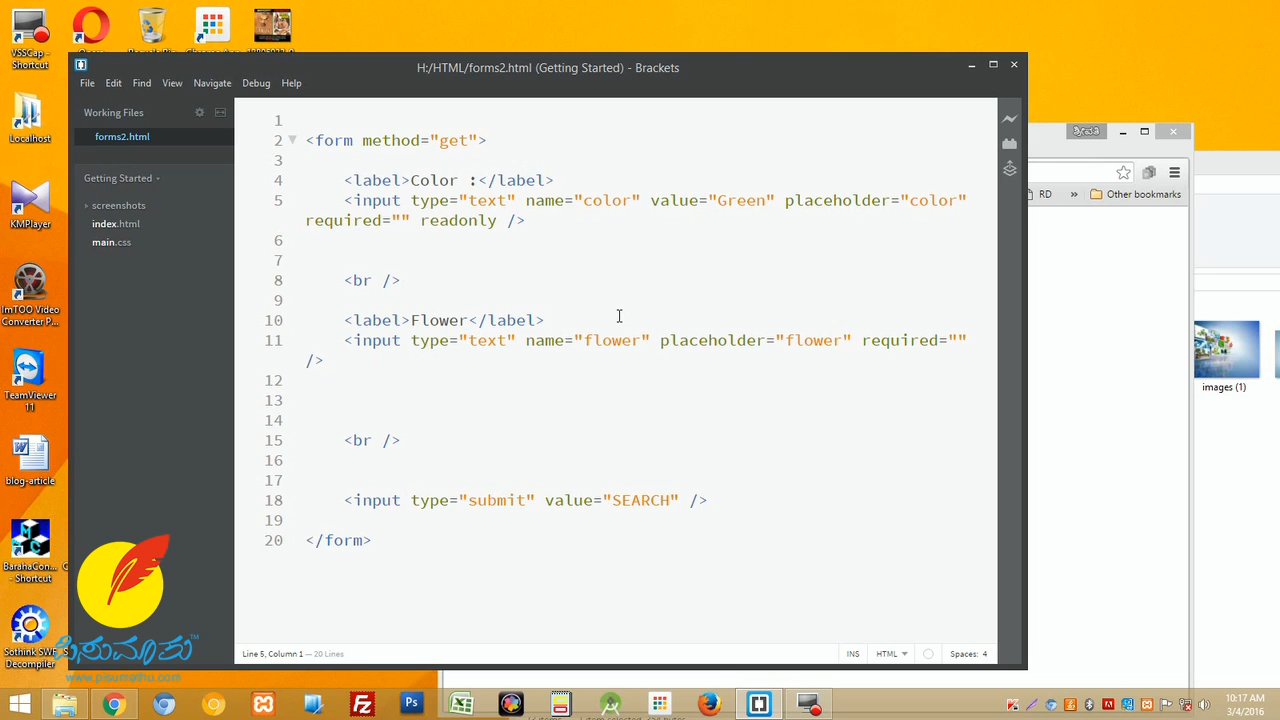 VSSCap -
Shortcut
H:/HTML/forms2.html (Getting Started) - Brackets
File Edit Find View Navigate Debug Help
Working Files
forms2.html
Getting Started
screenshots
index.html
main.css
1
2 <form method="get">
3
4 <label>Color :</label>
5 <input type="text" name="color" value="Green" placeholder="color"
required="" readonly />
6
7
8 <br />
9
10 <label>Flower</label>
11 <input type="text" name="flower" placeholder="flower" required=""
/>
12
13
14
15 <br />
16
17
18 <input type="submit" value="SEARCH" />
19
20 </form>
Line 5, Column 1 — 20 Lines
INS HTML Spaces: 4
Localhost
KMPlayer
ImTOO Video
Converter P...
TeamViewer
11
blog-article
BarahaCon...
- Shortcut
Sothink SWF
Decompiler
ಪಿಸುಮಾತು™
www.pisumathu.com
RD » Other bookmarks
images (1)
10:17 AM
3/4/2016